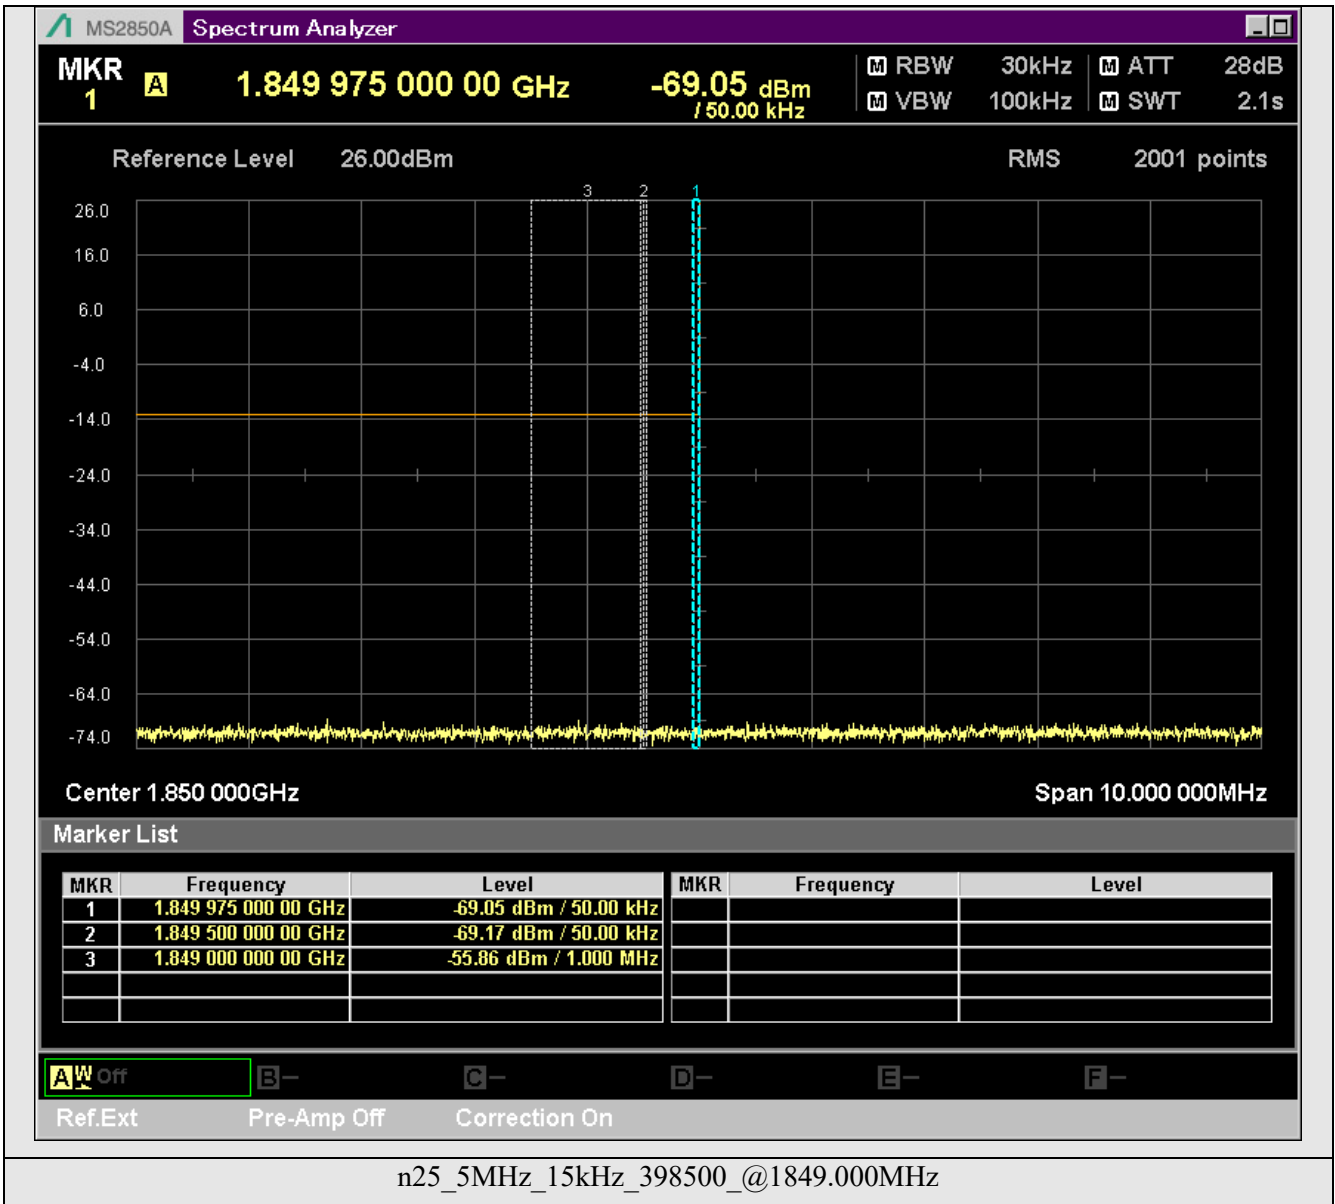 MS2850A Spectrum Analyzer
MKR 1 A 1.849 975 000 00 GHz -69.05 dBm / 50.00 kHz
M RBW 30kHz M ATT 28dB
M VBW 100kHz M SWT 2.1s
Reference Level 26.00dBm RMS 2001 points
3 2 1
26.0
16.0
6.0
-4.0
-14.0
-24.0
-34.0
-44.0
-54.0
-64.0
-74.0
Center 1.850 000GHz Span 10.000 000MHz
Marker List
MKR Frequency Level MKR Frequency Level
1 1.849 975 000 00 GHz -69.05 dBm / 50.00 kHz
2 1.849 500 000 00 GHz -69.17 dBm / 50.00 kHz
3 1.849 000 000 00 GHz -55.86 dBm / 1.000 MHz
A W Off B - C - D - E - F -
Ref.Ext Pre-Amp Off Correction On
n25_5MHz_15kHz_398500_@1849.000MHz